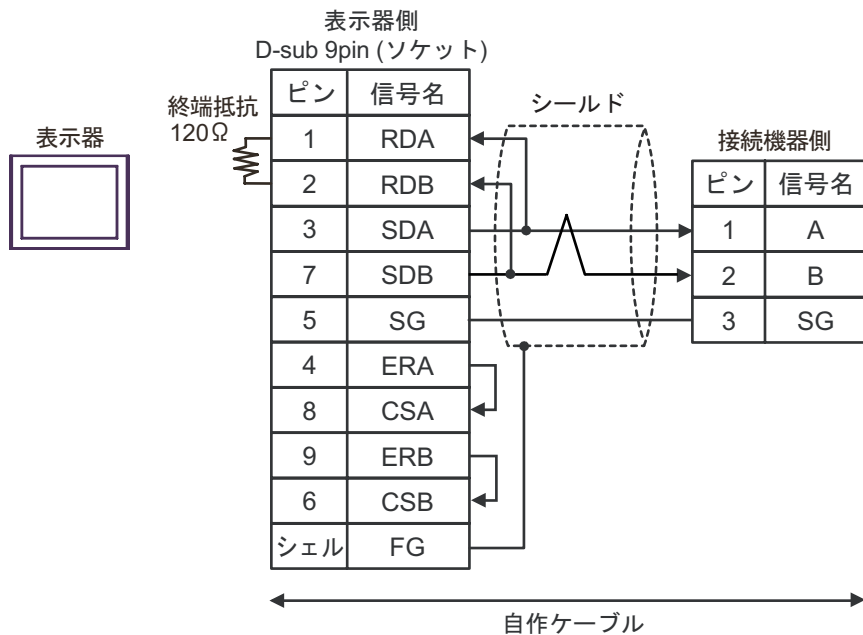 表示器側
D-sub 9pin (ソケット)
ピン 信号名
1 RDA
2 RDB
3 SDA
7 SDB
5 SG
4 ERA
8 CSA
9 ERB
6 CSB
シェル FG
終端抵抗
120Ω
表示器
シールド
接続機器側
ピン 信号名
1 A
2 B
3 SG
自作ケーブル